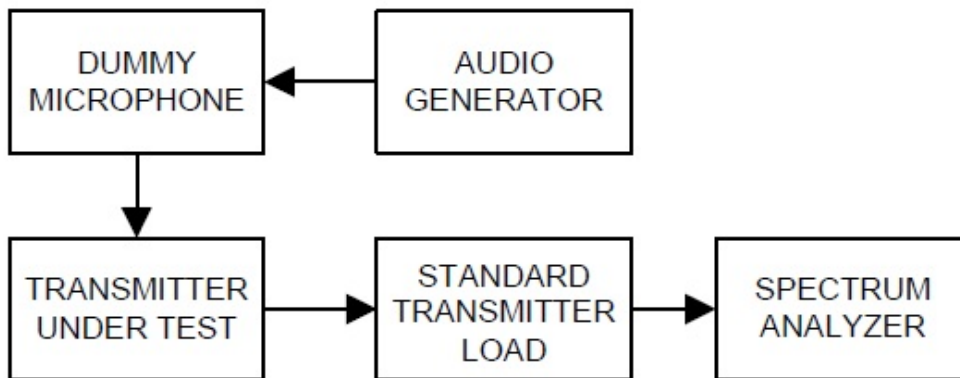 DUMMY
MICROPHONE
AUDIO
GENERATOR
TRANSMITTER
UNDER TEST
STANDARD
TRANSMITTER
LOAD
SPECTRUM
ANALYZER